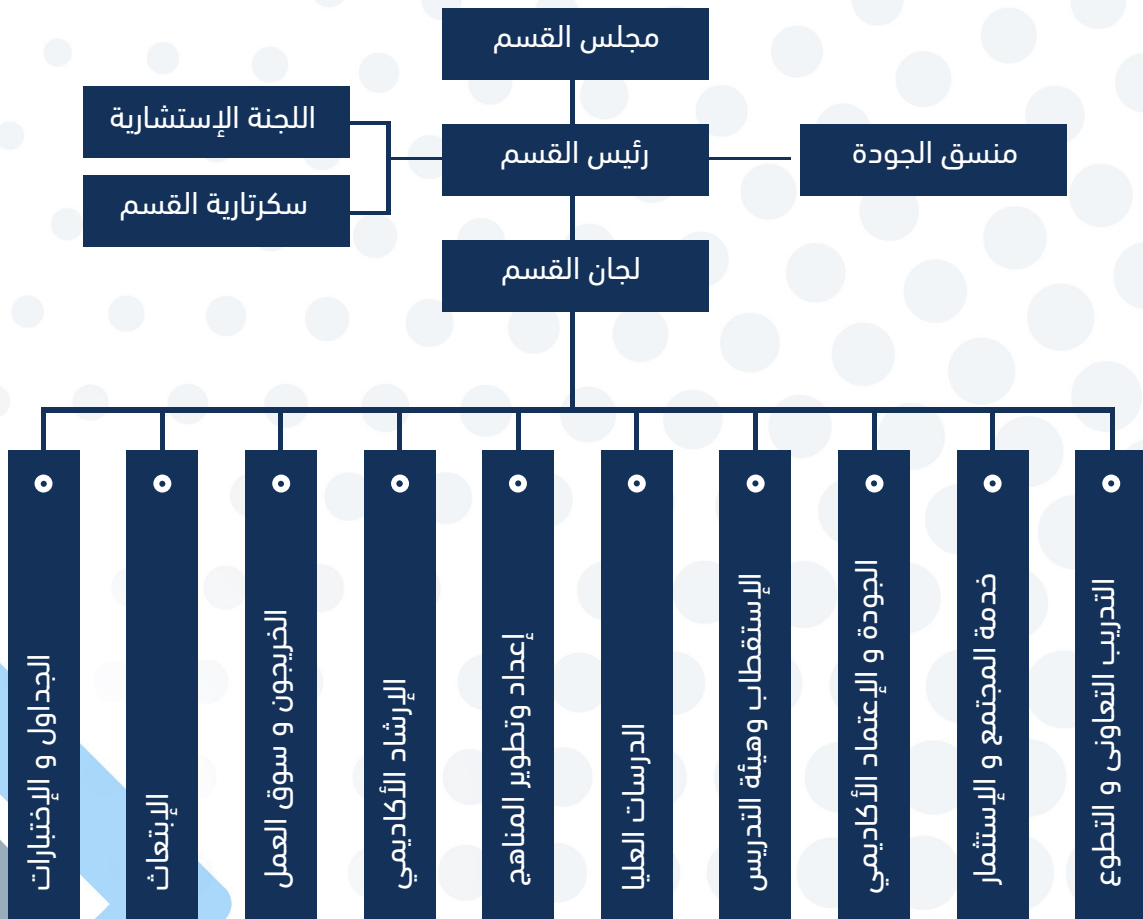 مجلس القسم
منسق الجودة
رئيس القسم
اللجنة الإستشارية
سكرتارية القسم
لجان القسم
التدريب التعاونى و التطوع
خدمة المجتمع و الإستثمار
الجودة و الإعتماد الأكاديمي
الإستقطاب وهيئة التدريس
الدرسات العليا
إعداد وتطوير المناهج
الإرشاد الأكاديمي
الخريجون و سوق العمل
الإبتعاث
الجداول و الإختبارات